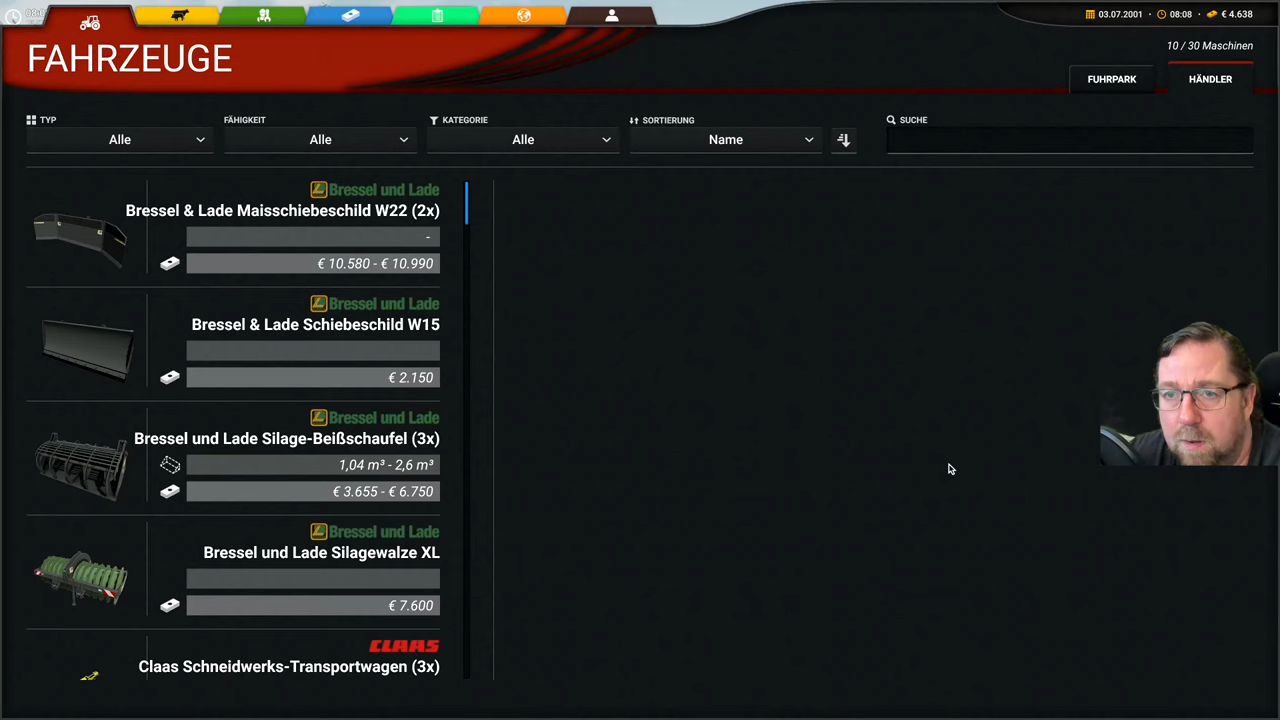 03.07.2001 08:08 € 4.638
FAHRZEUGE
10 / 30 Maschinen
FUHRPARK HÄNDLER
TYP FÄHIGKEIT KATEGORIE SORTIERUNG SUCHE
Alle Alle Alle Name
Bressel und Lade
Bressel & Lade Maisschiebeschild W22 (2x)
-
€ 10.580 - € 10.990
Bressel und Lade
Bressel & Lade Schiebeschild W15
€ 2.150
Bressel und Lade
Bressel und Lade Silage-Beißschaufel (3x)
1,04 m³ - 2,6 m³
€ 3.655 - € 6.750
Bressel und Lade
Bressel und Lade Silagewalze XL
€ 7.600
CLAAS
Claas Schneidwerks-Transportwagen (3x)